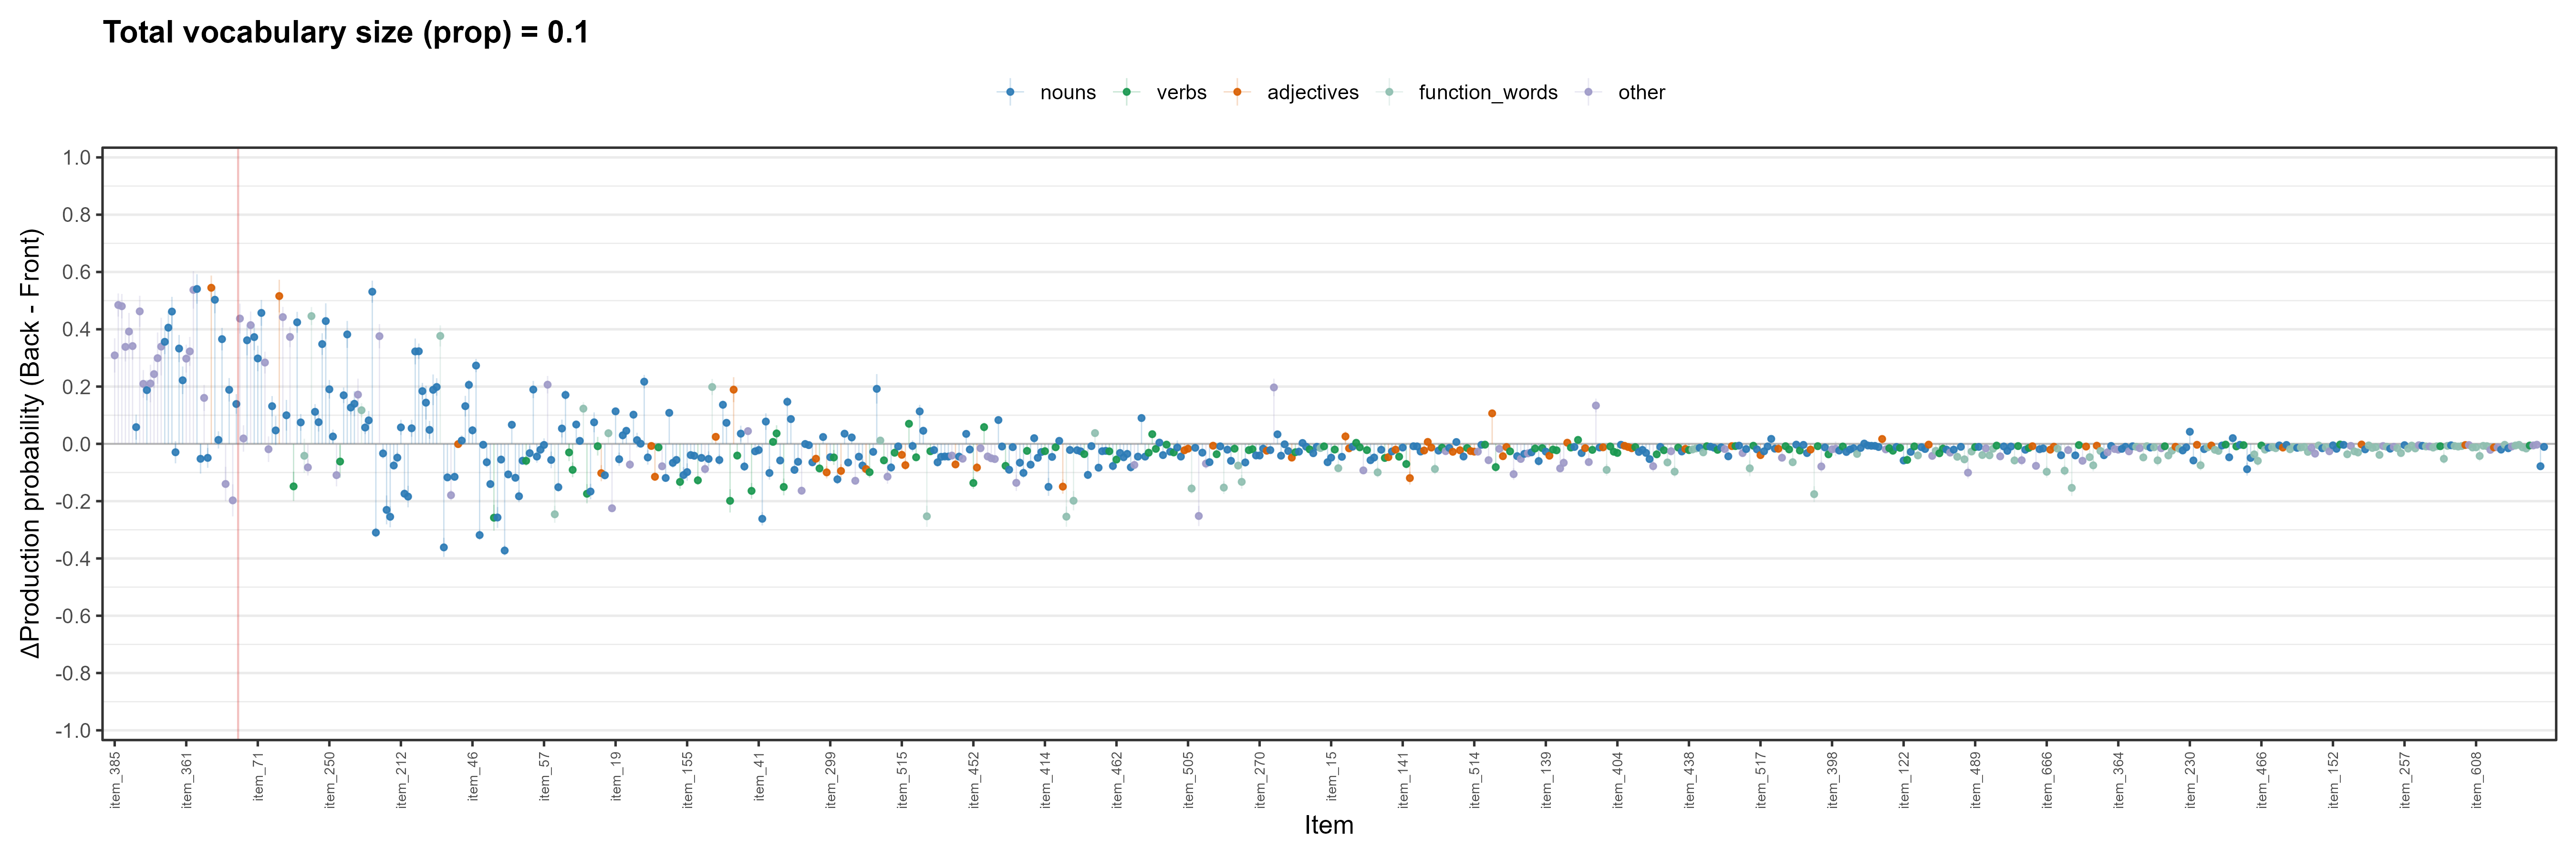 Total vocabulary size (prop) = 0.1
nouns verbs adjectives function_words other
ΔProduction probability (Back - Front)
1.0
0.8
0.6
0.4
0.2
0.0
-0.2
-0.4
-0.6
-0.8
-1.0
item_385 item_361 item_71 item_250 item_212 item_46 item_57 item_19 item_155 item_41 item_299 item_515 item_452 item_414 item_462 item_505 item_270 item_15 item_141 item_514 item_139 item_404 item_438 item_517 item_398 item_122 item_489 item_666 item_364 item_230 item_466 item_152 item_257 item_608
Item